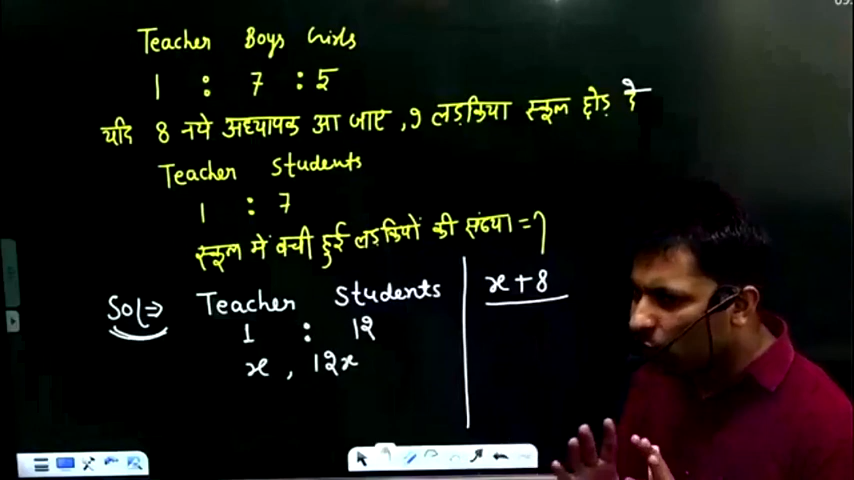 Teacher Boys Girls
1 : 7 : 5
यदि 8 नये अध्यापक आ जाए , 9 लड़किया स्कूल छोड़ दे
Teacher Students
1 : 7
स्कूल में बची हुई लड़कियों की संख्या = ?
Sol⇒ Teacher Students
1 : 12
x , 12x
x + 8